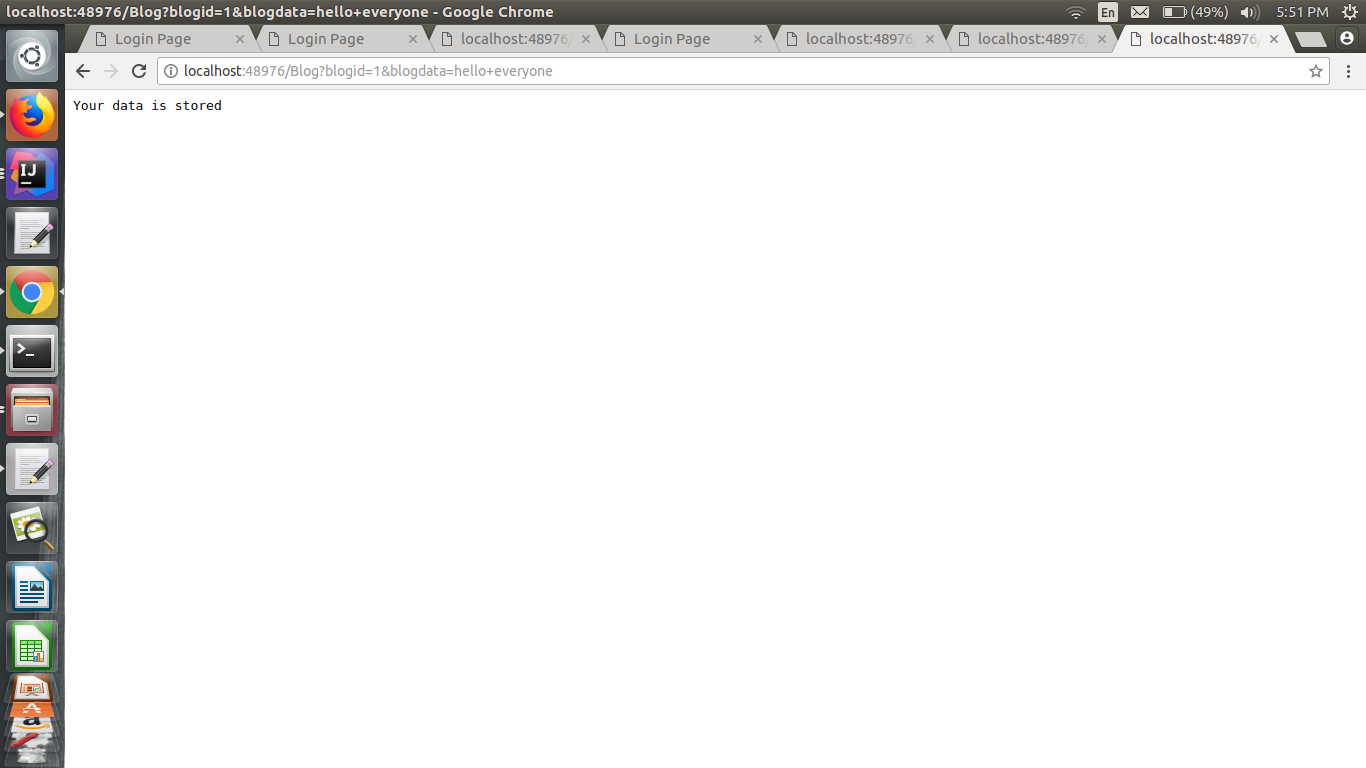 localhost:48976/Blog?blogid=1&blogdata=hello+everyone - Google Chrome
En
(49%)
5:51 PM
Login Page
Login Page
localhost:48976/
Login Page
localhost:48976/
localhost:48976/
localhost:48976/
localhost:48976/Blog?blogid=1&blogdata=hello+everyone
Your data is stored
IJ
>_
a